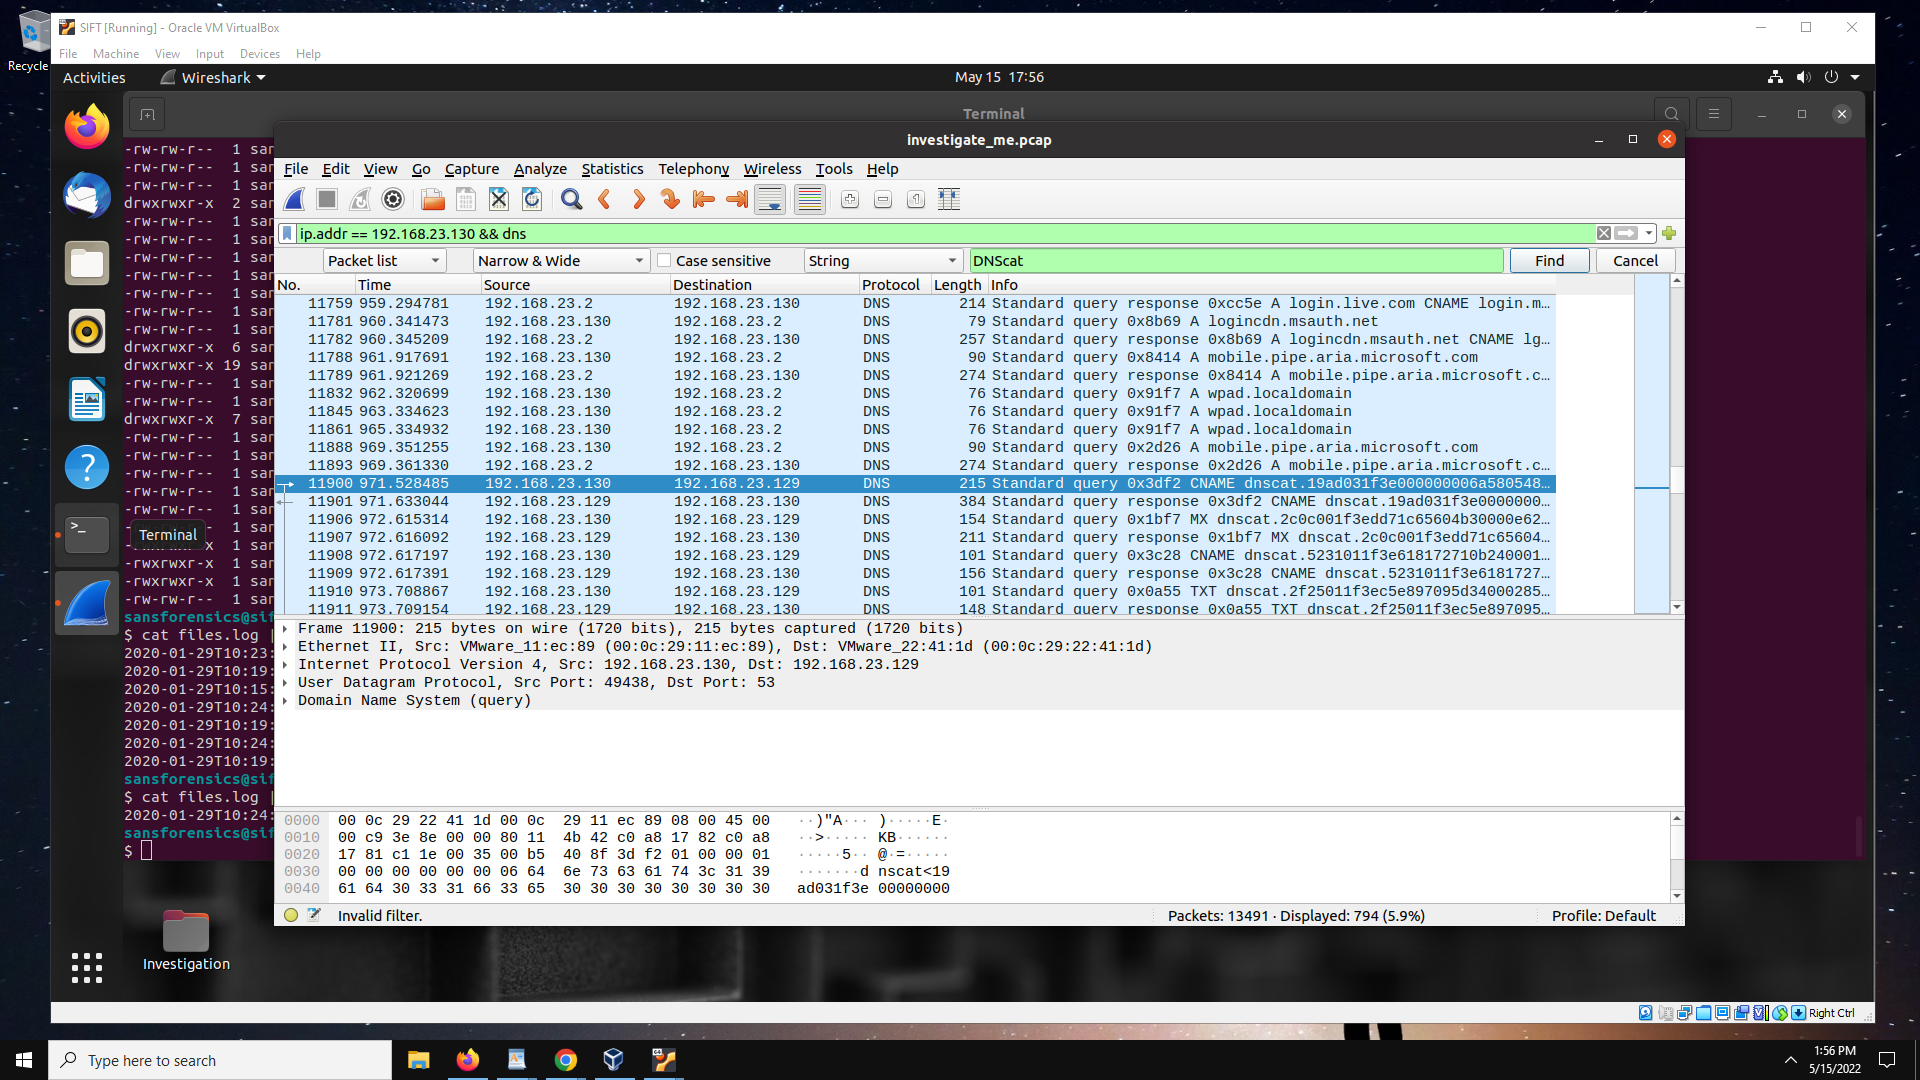 Recycle
SIFT [Running] - Oracle VM VirtualBox
File Machine View Input Devices Help
Activities Wireshark May 15 17:56
Terminal
investigate_me.pcap
File Edit View Go Capture Analyze Statistics Telephony Wireless Tools Help
ip.addr == 192.168.23.130 && dns
Packet list Narrow & Wide Case sensitive String DNScat Find Cancel
No. Time Source Destination Protocol Length Info
11759 959.294781 192.168.23.2 192.168.23.130 DNS 214 Standard query response 0xcc5e A login.live.com CNAME login.m…
11781 960.341473 192.168.23.130 192.168.23.2 DNS 79 Standard query 0x8b69 A logincdn.msauth.net
11782 960.345209 192.168.23.2 192.168.23.130 DNS 257 Standard query response 0x8b69 A logincdn.msauth.net CNAME lg…
11788 961.917691 192.168.23.130 192.168.23.2 DNS 90 Standard query 0x8414 A mobile.pipe.aria.microsoft.com
11789 961.921269 192.168.23.2 192.168.23.130 DNS 274 Standard query response 0x8414 A mobile.pipe.aria.microsoft.c…
11832 962.320699 192.168.23.130 192.168.23.2 DNS 76 Standard query 0x91f7 A wpad.localdomain
11845 963.334623 192.168.23.130 192.168.23.2 DNS 76 Standard query 0x91f7 A wpad.localdomain
11861 965.334932 192.168.23.130 192.168.23.2 DNS 76 Standard query 0x91f7 A wpad.localdomain
11888 969.351255 192.168.23.130 192.168.23.2 DNS 90 Standard query 0x2d26 A mobile.pipe.aria.microsoft.com
11893 969.361330 192.168.23.2 192.168.23.130 DNS 274 Standard query response 0x2d26 A mobile.pipe.aria.microsoft.c…
11900 971.528485 192.168.23.130 192.168.23.129 DNS 215 Standard query 0x3df2 CNAME dnscat.19ad031f3e000000006a580548…
11901 971.633044 192.168.23.129 192.168.23.130 DNS 384 Standard query response 0x3df2 CNAME dnscat.19ad031f3e0000000…
11906 972.615314 192.168.23.130 192.168.23.129 DNS 154 Standard query 0x1bf7 MX dnscat.2c0c001f3edd71c65604b30000e62…
11907 972.616092 192.168.23.129 192.168.23.130 DNS 211 Standard query response 0x1bf7 MX dnscat.2c0c001f3edd71c65604…
11908 972.617197 192.168.23.130 192.168.23.129 DNS 101 Standard query 0x3c28 CNAME dnscat.5231011f3e618172710b240001…
11909 972.617391 192.168.23.129 192.168.23.130 DNS 156 Standard query response 0x3c28 CNAME dnscat.5231011f3e6181727…
11910 973.708867 192.168.23.130 192.168.23.129 DNS 101 Standard query 0x0a55 TXT dnscat.2f25011f3ec5e897095d34000285…
11911 973.709154 192.168.23.129 192.168.23.130 DNS 148 Standard query response 0x0a55 TXT dnscat.2f25011f3ec5e897095…
Frame 11900: 215 bytes on wire (1720 bits), 215 bytes captured (1720 bits)
Ethernet II, Src: VMware_11:ec:89 (00:0c:29:11:ec:89), Dst: VMware_22:41:1d (00:0c:29:22:41:1d)
Internet Protocol Version 4, Src: 192.168.23.130, Dst: 192.168.23.129
User Datagram Protocol, Src Port: 49438, Dst Port: 53
Domain Name System (query)
0000 00 0c 29 22 41 1d 00 0c 29 11 ec 89 08 00 45 00 ··)"A··· )·····E·
0010 00 c9 3e 8e 00 00 80 11 4b 42 c0 a8 17 82 c0 a8 ··>····· KB······
0020 17 81 c1 1e 00 35 00 b5 40 8f 3d f2 01 00 00 01 ·····5·· @·=·····
0030 00 00 00 00 00 00 06 64 6e 73 63 61 74 3c 31 39 ·······d nscat<19
0040 61 64 30 33 31 66 33 65 30 30 30 30 30 30 30 30 ad031f3e 00000000
Invalid filter. Packets: 13491 · Displayed: 794 (5.9%) Profile: Default
-rw-rw-r-- 1 san
-rw-rw-r-- 1 san
-rw-rw-r-- 1 san
drwxrwxr-x 2 san
-rw-rw-r-- 1 san
-rw-rw-r-- 1 san
-rw-rw-r-- 1 san
-rw-rw-r-- 1 san
-rw-rw-r-- 1 san
-rw-rw-r-- 1 san
-rw-rw-r-- 1 san
drwxrwxr-x 6 san
drwxrwxr-x 19 san
-rw-rw-r-- 1 san
-rw-rw-r-- 1 san
drwxrwxr-x 7 san
-rw-rw-r-- 1 san
-rw-rw-r-- 1 san
-rw-rw-r-- 1 san
-rw-rw-r-- 1 san
-rw-rw-r-- 1 san
Terminal
x 1 san
-rwxrwxr-x 1 san
-rwxrwxr-x 1 san
-rw-rw-r-- 1 san
sansforensics@sif
$ cat files.log |
2020-01-29T10:23:
2020-01-29T10:19:
2020-01-29T10:15:
2020-01-29T10:24:
2020-01-29T10:19:
2020-01-29T10:24:
2020-01-29T10:19:
sansforensics@sif
$ cat files.log |
2020-01-29T10:24:
sansforensics@sif
$
Investigation
Right Ctrl
Type here to search
1:56 PM
5/15/2022